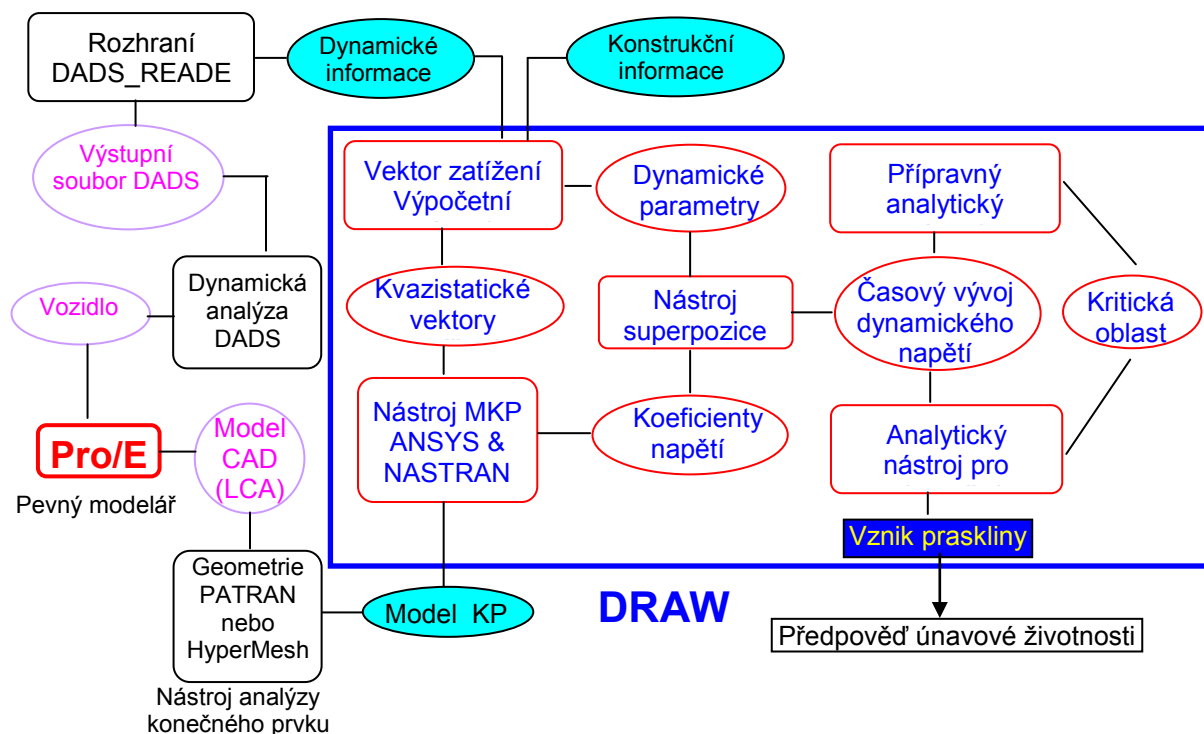 Rozhraní
DADS_READE
Dynamické
informace
Konstrukční
informace
Výstupní
soubor DADS
Vektor zatížení
Výpočetní
Dynamické
parametry
Přípravný
analytický
Dynamická
analýza
DADS
Vozidlo
Kvazistatické
vektory
Nástroj
superpozice
Časový vývoj
dynamického
napětí
Kritická
oblast
Pro/E
Pevný modelář
Model
CAD
(LCA)
Nástroj MKP
ANSYS &
NASTRAN
Koeficienty
napětí
Analytický
nástroj pro
Vznik praskliny
Geometrie
PATRAN
nebo
HyperMesh
Model KP
DRAW
Předpověď únavové životnosti
Nástroj analýzy
konečného prvku